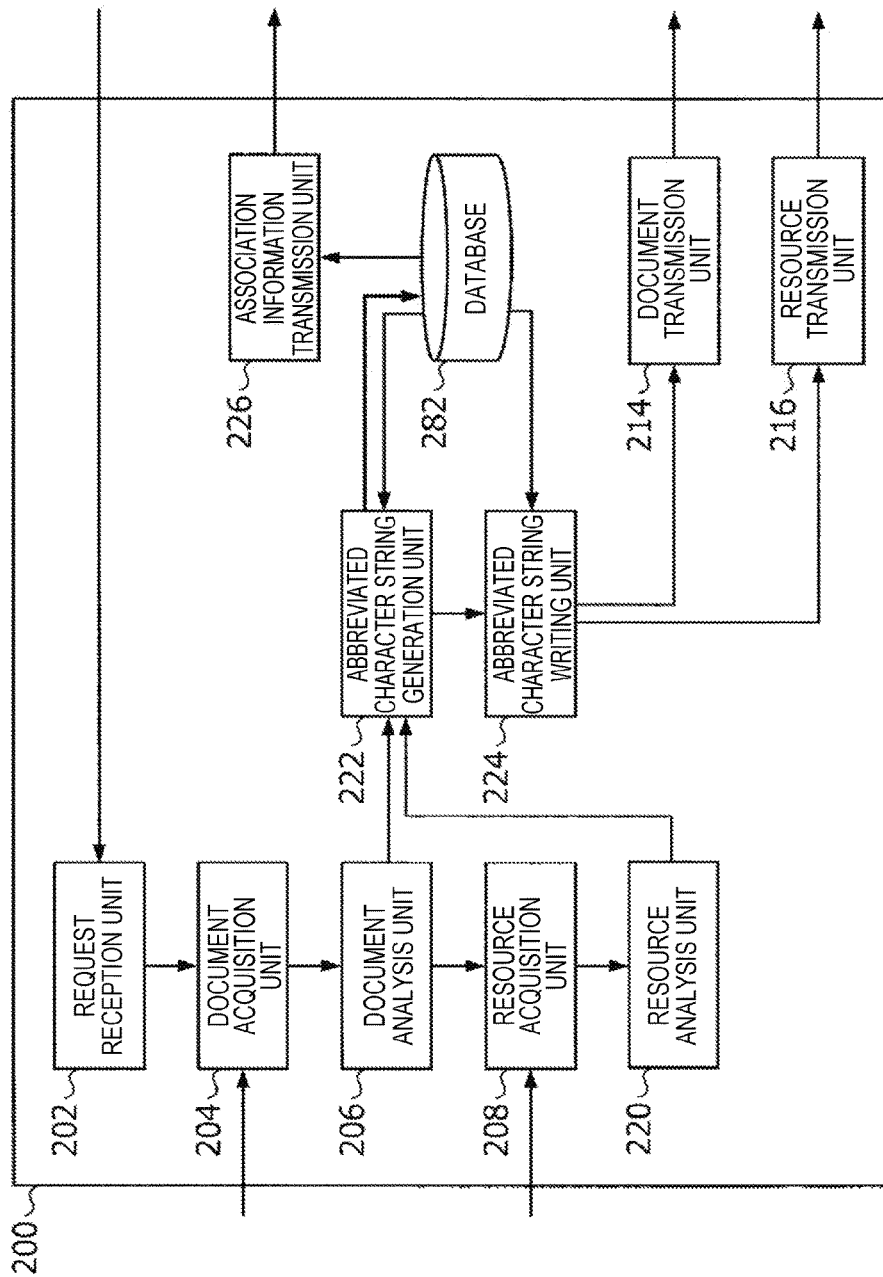 200
202
REQUEST
RECEPTION UNIT
204
DOCUMENT
ACQUISITION
UNIT
206
DOCUMENT
ANALYSIS UNIT
208
RESOURCE
ACQUISITION
UNIT
220
RESOURCE
ANALYSIS UNIT
222
ABBREVIATED
CHARACTER STRING
GENERATION UNIT
224
ABBREVIATED
CHARACTER STRING
WRITING UNIT
226
ASSOCIATION
INFORMATION
TRANSMISSION UNIT
282
DATABASE
214
DOCUMENT
TRANSMISSION
UNIT
216
RESOURCE
TRANSMISSION
UNIT